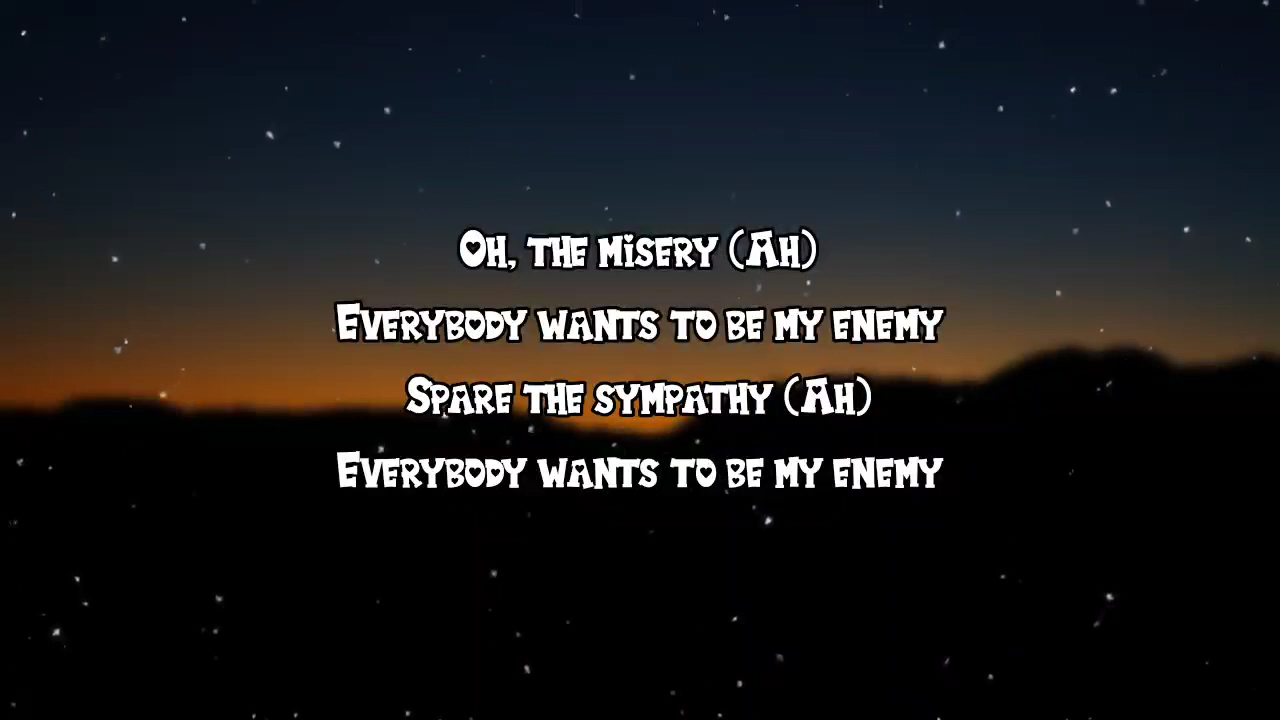 Oh, the misery (Ah)
Everybody wants to be my enemy
Spare the sympathy (Ah)
Everybody wants to be my enemy